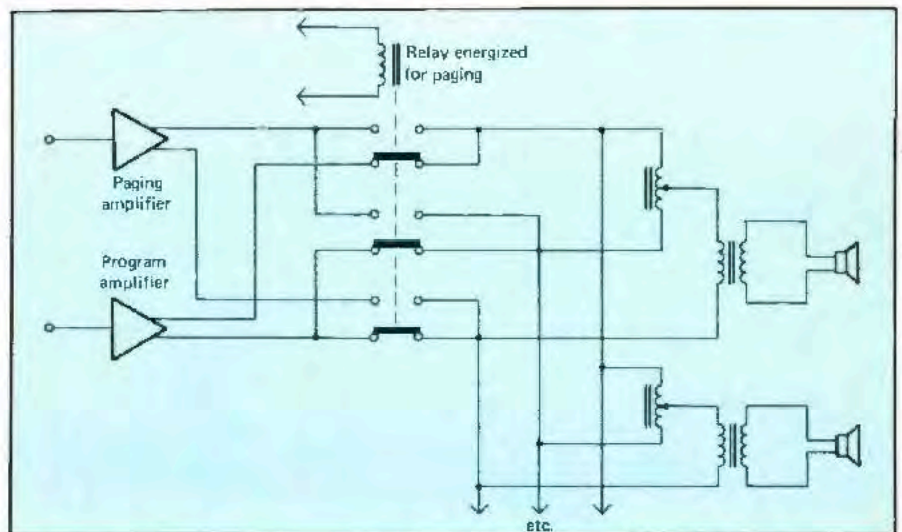 Relay energized
for paging
Paging
amplifier
Program
amplifier
etc.